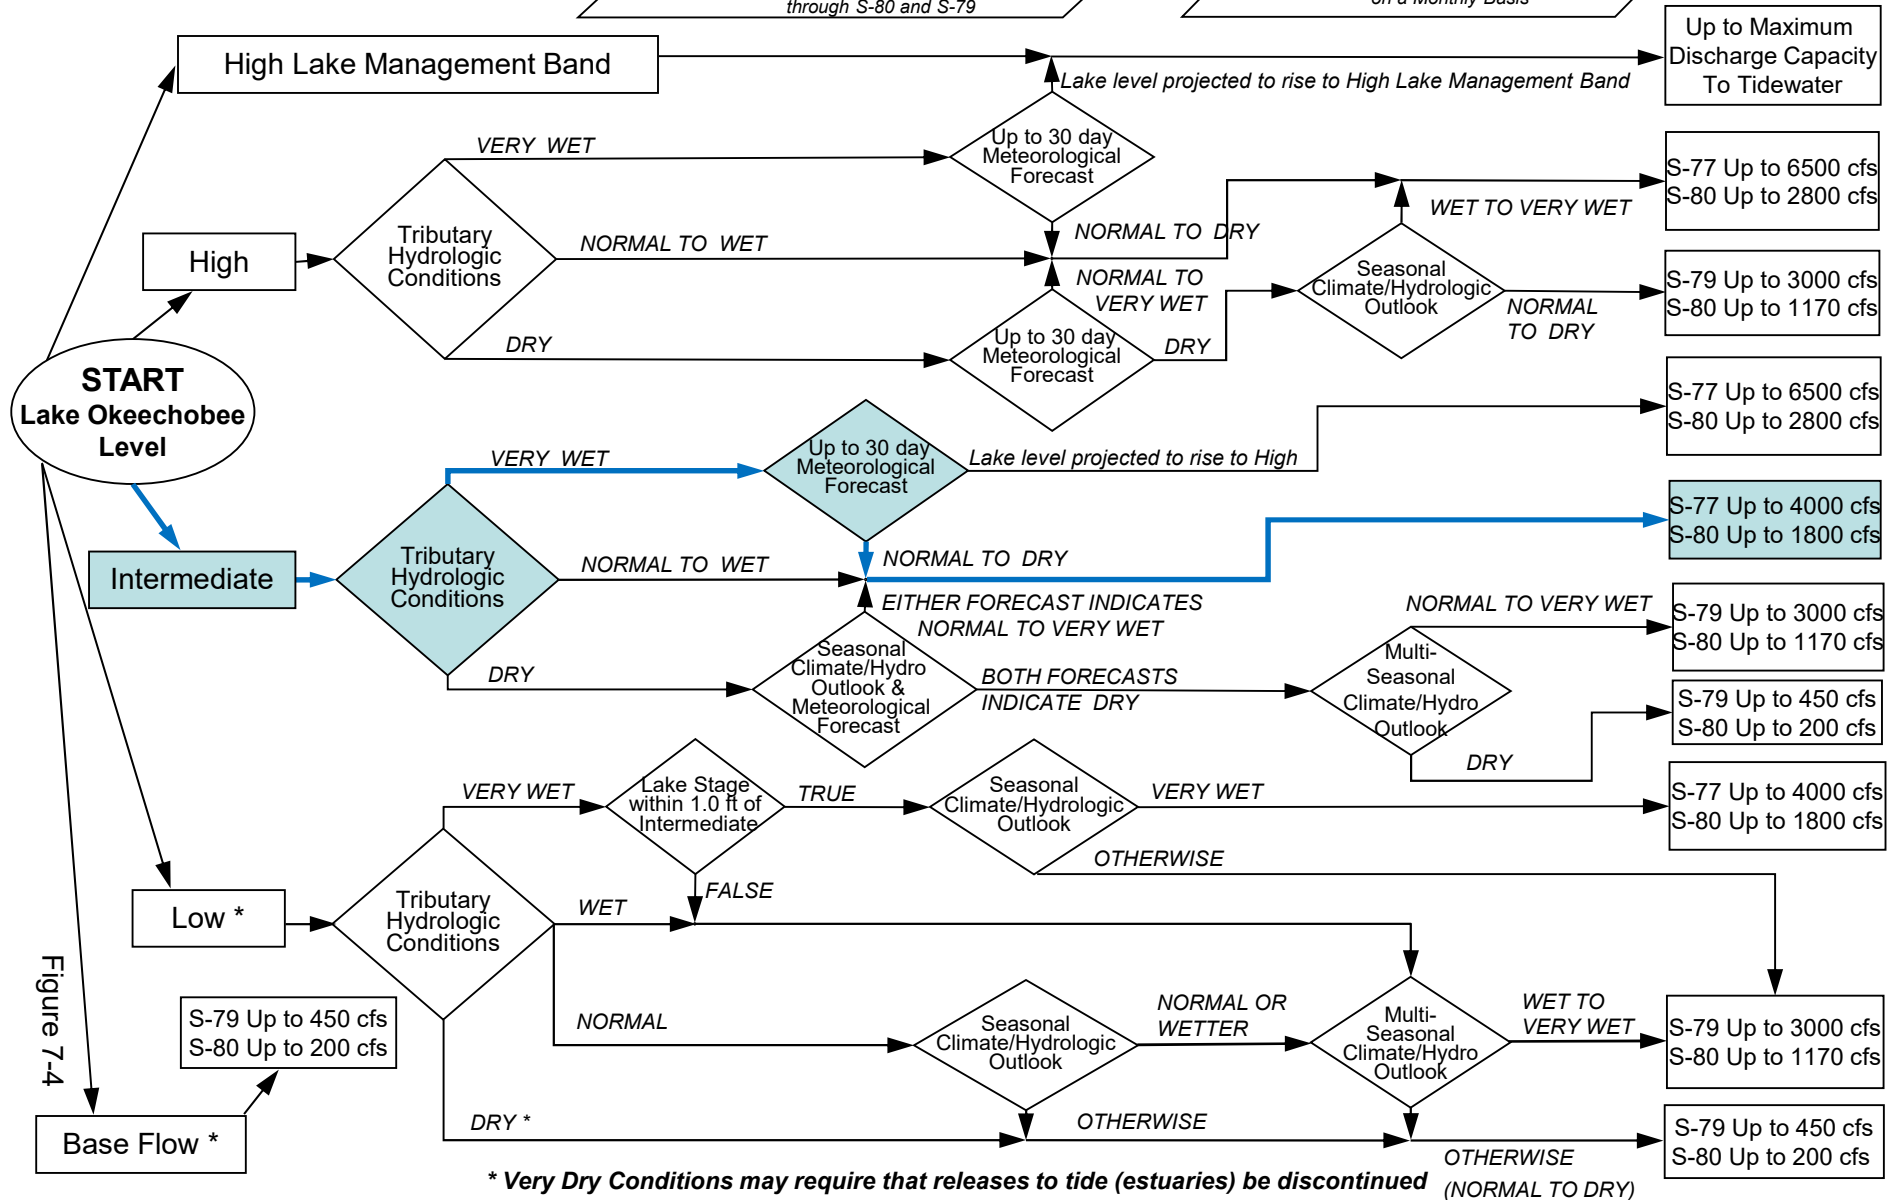 through S-80 and S-79
on a Monthly Basis
Up to Maximum
Discharge Capacity
To Tidewater
High Lake Management Band
Lake level projected to rise to High Lake Management Band
VERY WET
Up to 30 day
Meteorological
Forecast
S-77 Up to 6500 cfs
S-80 Up to 2800 cfs
WET TO VERY WET
NORMAL TO DRY
Tributary
Hydrologic
Conditions
NORMAL TO WET
High
NORMAL TO
VERY WET
Seasonal
Climate/Hydrologic
Outlook
S-79 Up to 3000 cfs
S-80 Up to 1170 cfs
NORMAL
TO DRY
DRY
Up to 30 day
Meteorological
Forecast
DRY
START
Lake Okeechobee
Level
S-77 Up to 6500 cfs
S-80 Up to 2800 cfs
VERY WET
Up to 30 day
Meteorological
Forecast
Lake level projected to rise to High
S-77 Up to 4000 cfs
S-80 Up to 1800 cfs
Intermediate
Tributary
Hydrologic
Conditions
NORMAL TO WET
NORMAL TO DRY
EITHER FORECAST INDICATES
NORMAL TO VERY WET
NORMAL TO VERY WET
S-79 Up to 3000 cfs
S-80 Up to 1170 cfs
DRY
Seasonal
Climate/Hydro
Outlook &
Meteorological
Forecast
BOTH FORECASTS
INDICATE DRY
Multi-
Seasonal
Climate/Hydro
Outlook
S-79 Up to 450 cfs
S-80 Up to 200 cfs
DRY
VERY WET
Lake Stage
within 1.0 ft of
Intermediate
TRUE
Seasonal
Climate/Hydrologic
Outlook
VERY WET
S-77 Up to 4000 cfs
S-80 Up to 1800 cfs
OTHERWISE
FALSE
Low *
Tributary
Hydrologic
Conditions
WET
NORMAL
Seasonal
Climate/Hydrologic
Outlook
NORMAL OR
WETTER
Multi-
Seasonal
Climate/Hydro
Outlook
WET TO
VERY WET
S-79 Up to 3000 cfs
S-80 Up to 1170 cfs
Figure 7-4
S-79 Up to 450 cfs
S-80 Up to 200 cfs
Base Flow *
DRY *
OTHERWISE
S-79 Up to 450 cfs
S-80 Up to 200 cfs
OTHERWISE
(NORMAL TO DRY)
* Very Dry Conditions may require that releases to tide (estuaries) be discontinued